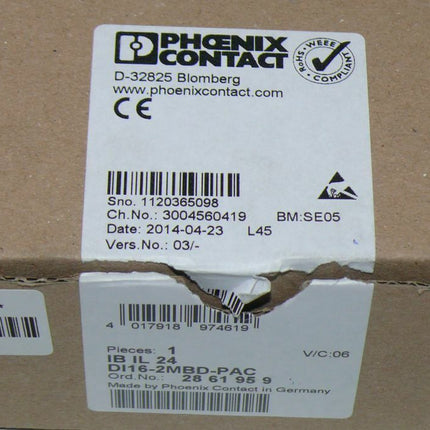 PHŒNIX
CONTACT
RoHS - WEEE
COMPLIANT
D-32825 Blomberg
www.phoenixcontact.com
CE
Sno. 1120365098
Ch.No.: 3004560419 BM:SE05
Date: 2014-04-23 L45
Vers.No.: 03/-
4 017918 974619
Pieces: 1
V/C:06
IB IL 24
DI16-2MBD-PAC
Ord.No.: 28 61 95 9
Made by Phoenix Contact in Germany